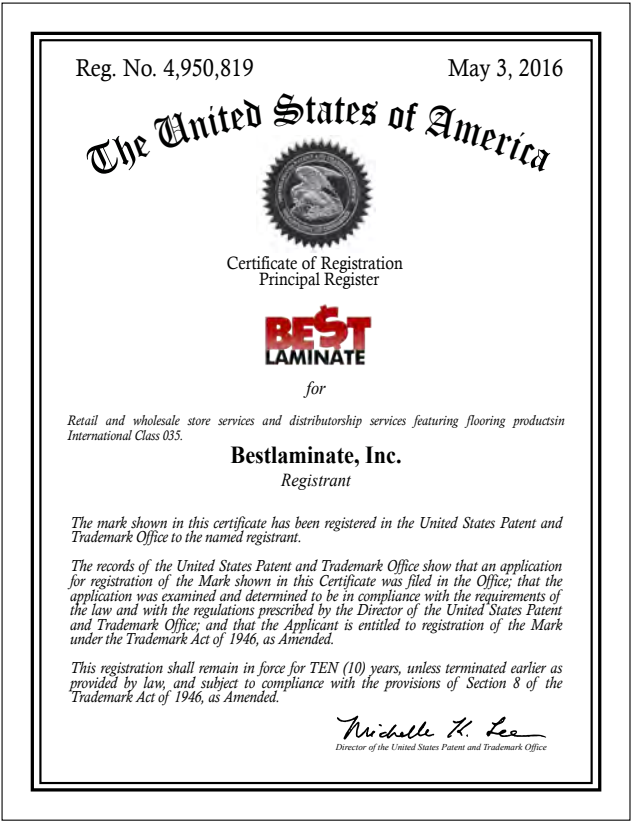 Reg. No. 4,950,819 May 3, 2016
The United States of America
Certificate of Registration
Principal Register
BE$T
LAMINATE
for
Retail and wholesale store services and distributorship services featuring flooring productsin
International Class 035.
Bestlaminate, Inc.
Registrant
The mark shown in this certificate has been registered in the United States Patent and
Trademark Office to the named registrant.
The records of the United States Patent and Trademark Office show that an application
for registration of the Mark shown in this Certificate was filed in the Office; that the
application was examined and determined to be in compliance with the requirements of
the law and with the regulations prescribed by the Director of the United States Patent
and Trademark Office; and that the Applicant is entitled to registration of the Mark
under the Trademark Act of 1946, as Amended.
This registration shall remain in force for TEN (10) years, unless terminated earlier as
provided by law, and subject to compliance with the provisions of Section 8 of the
Trademark Act of 1946, as Amended.
Michelle K. Lee
Director of the United States Patent and Trademark Office